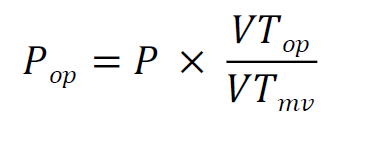 P_op = P × VT_op / VT_mv